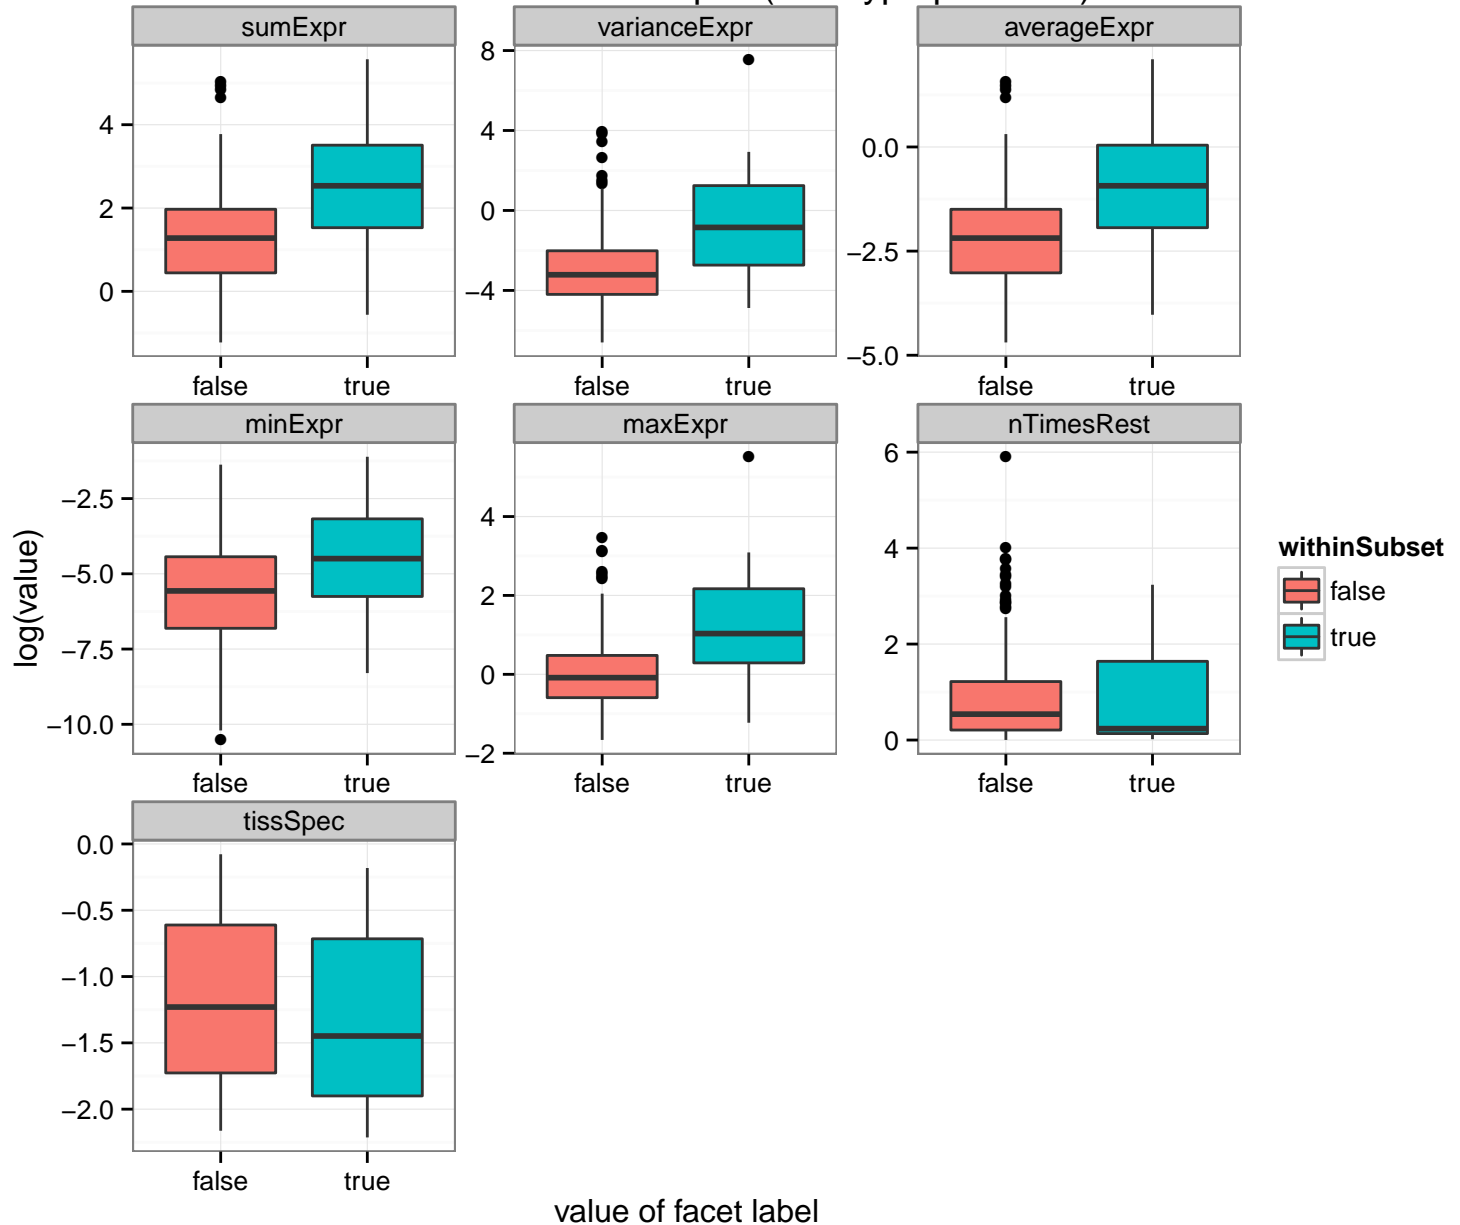 sumExpr
varianceExpr
averageExpr
4
2
0
8
4
0
−4
0.0
−2.5
−5.0
false
true
false
true
false
true
minExpr
maxExpr
nTimesRest
−2.5
−5.0
−7.5
−10.0
4
2
0
−2
6
4
2
0
false
true
false
true
false
true
tissSpec
0.0
−0.5
−1.0
−1.5
−2.0
false
true
log(value)
value of facet label
withinSubset
false
true